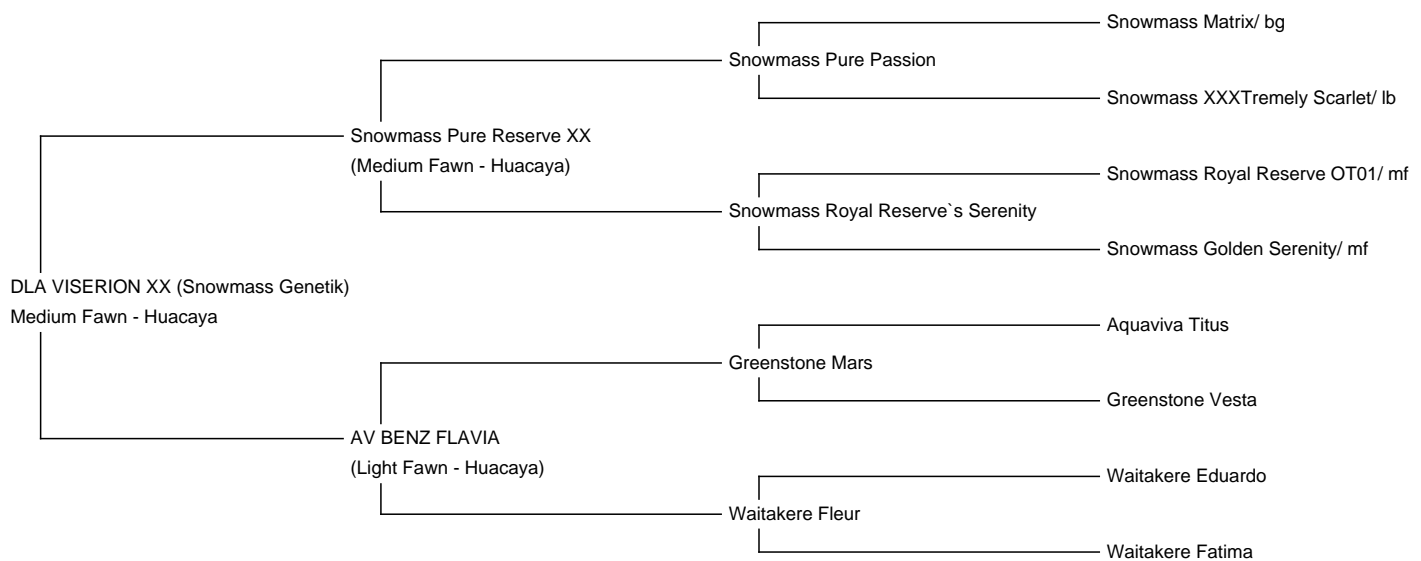 Snowmass Matrix/ bg
Snowmass Pure Passion
Snowmass XXXTremely Scarlet/ lb
Snowmass Pure Reserve XX
(Medium Fawn - Huacaya)
Snowmass Royal Reserve OT01/ mf
Snowmass Royal Reserve`s Serenity
Snowmass Golden Serenity/ mf
DLA VISERION XX (Snowmass Genetik)
Medium Fawn - Huacaya
Aquaviva Titus
Greenstone Mars
Greenstone Vesta
AV BENZ FLAVIA
(Light Fawn - Huacaya)
Waitakere Eduardo
Waitakere Fleur
Waitakere Fatima